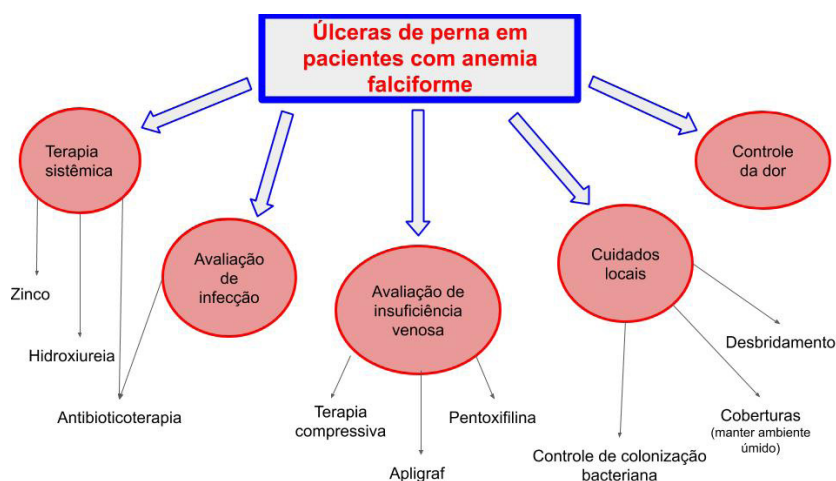 Úlceras de perna em
pacientes com anemia
falciforme
Terapia
sistêmica
Controle
da dor
Avaliação
de
infecção
Avaliação de
insuficiência
venosa
Cuidados
locais
Zinco
Hidroxiureia
Antibioticoterapia
Terapia
compressiva
Apligraf
Pentoxifilina
Controle de colonização
bacteriana
Coberturas
(manter ambiente
úmido)
Desbridamento